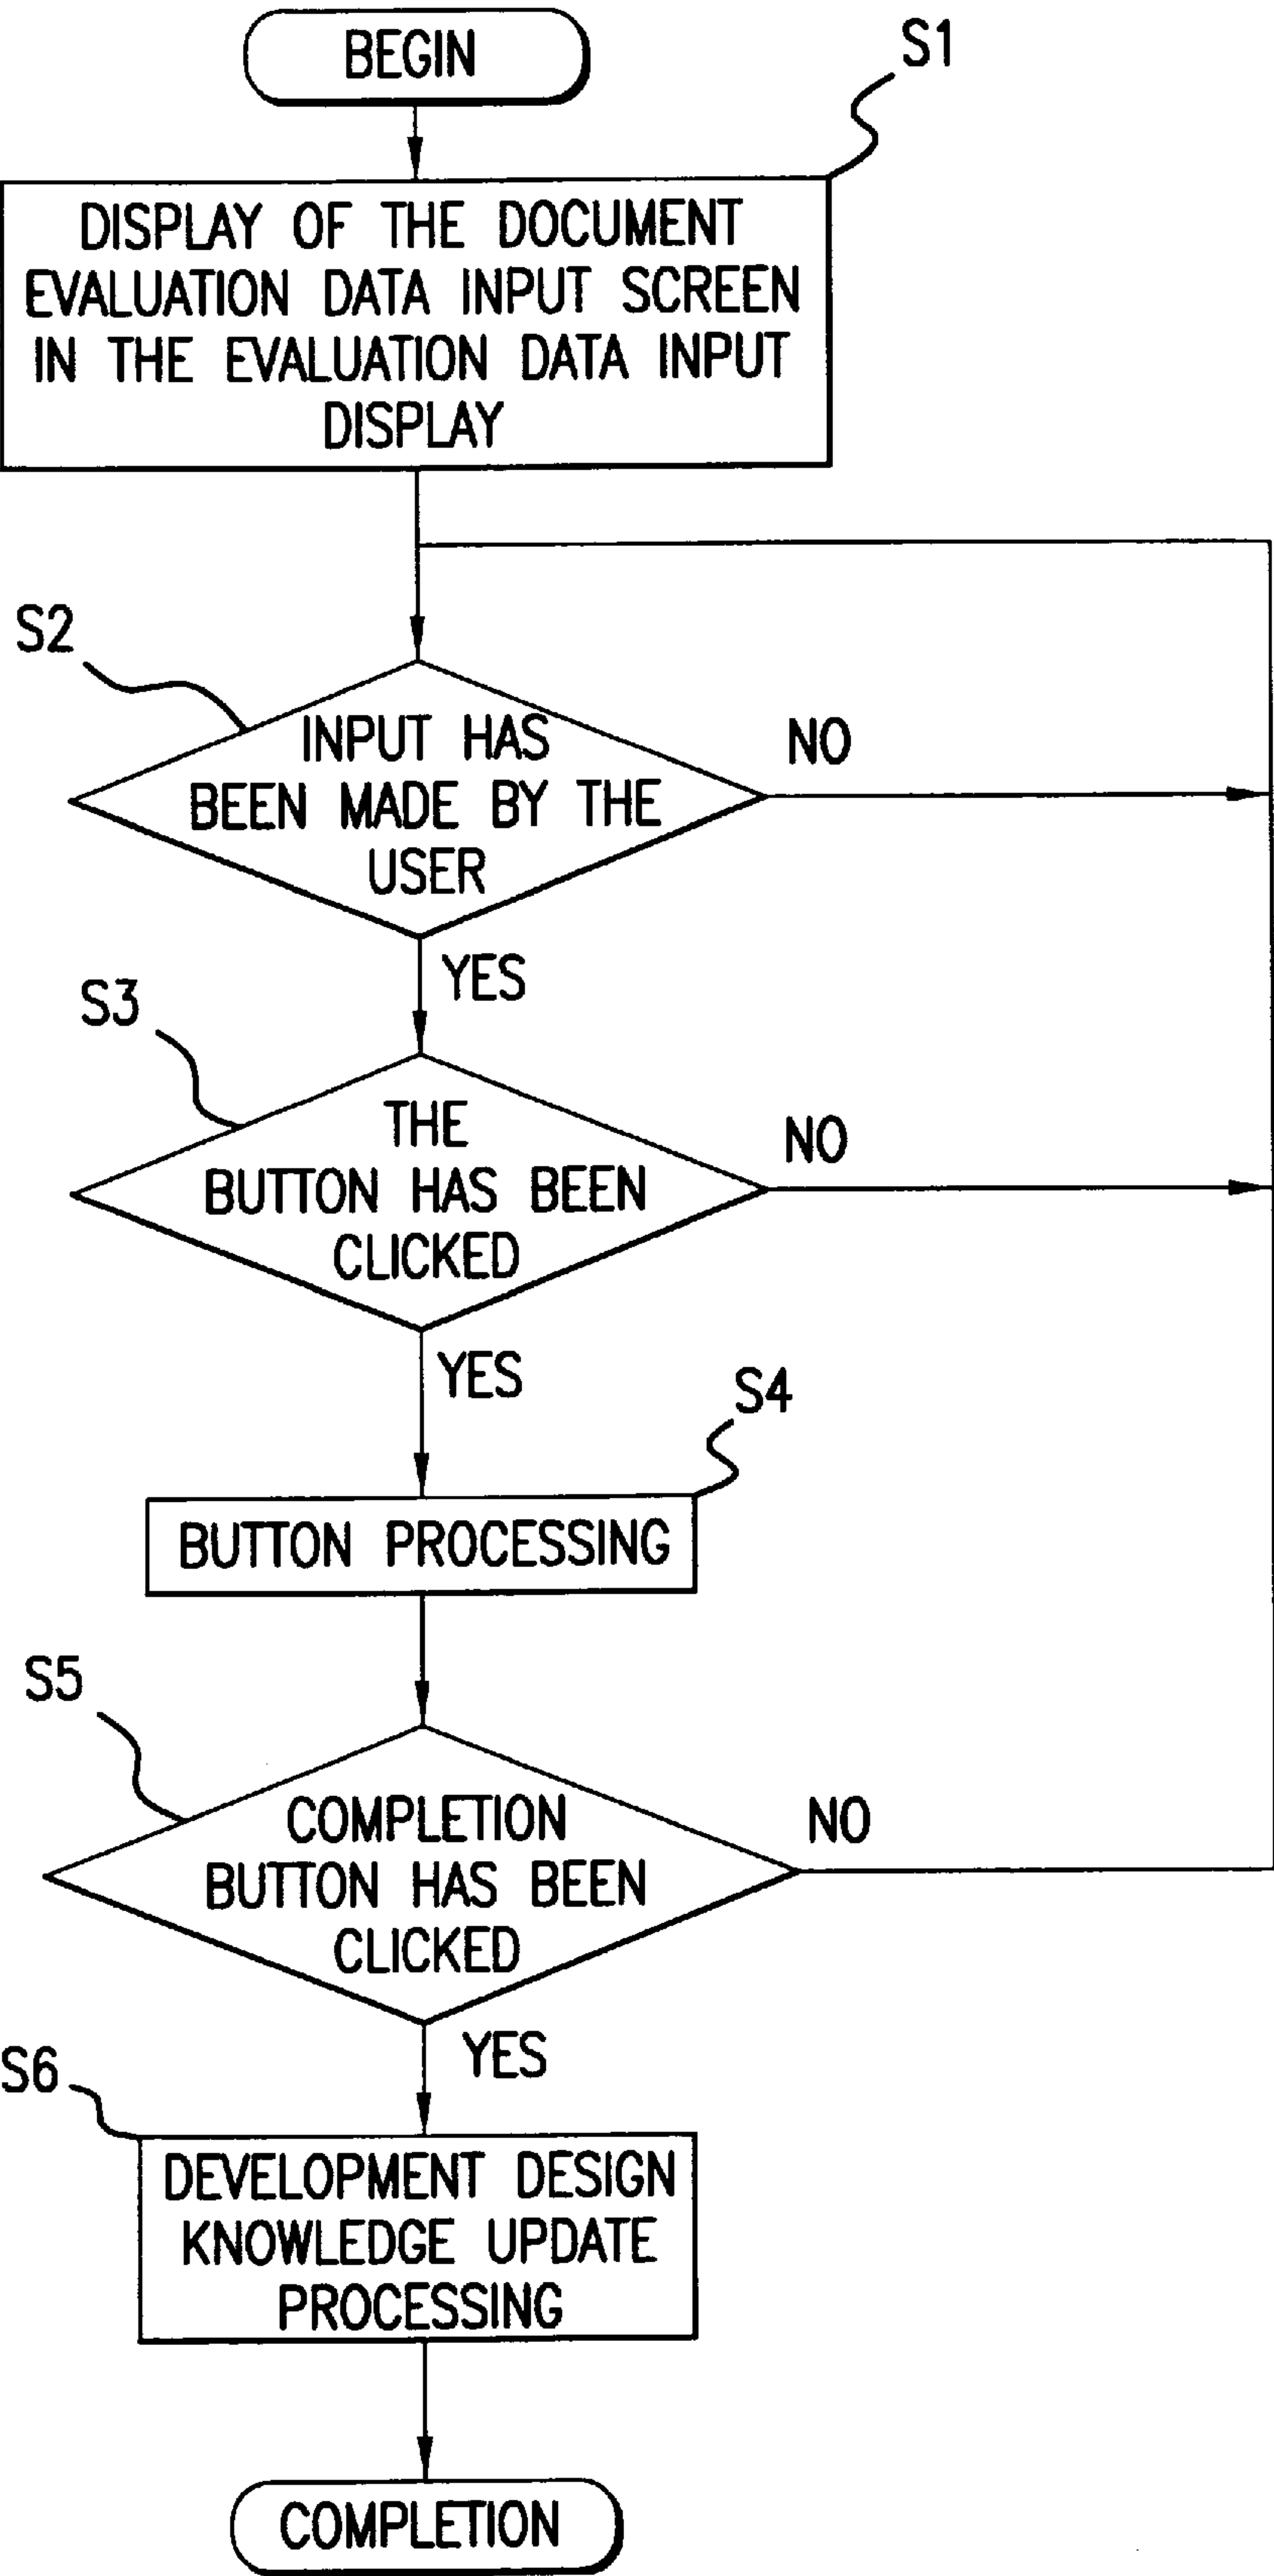 BEGIN
S1
DISPLAY OF THE DOCUMENT
EVALUATION DATA INPUT SCREEN
IN THE EVALUATION DATA INPUT
DISPLAY
S2
INPUT HAS
BEEN MADE BY THE
USER
NO
YES
S3
THE
BUTTON HAS BEEN
CLICKED
NO
YES
S4
BUTTON PROCESSING
S5
COMPLETION
BUTTON HAS BEEN
CLICKED
NO
YES
S6
DEVELOPMENT DESIGN
KNOWLEDGE UPDATE
PROCESSING
COMPLETION